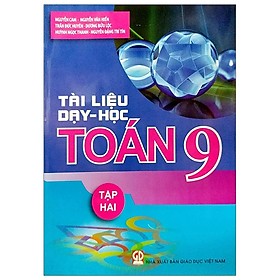 NGUYỄN CAM - NGUYỄN VĂN HIẾN
TRẦN ĐỨC HUYÊN - DƯƠNG BỬU LỘC
HUỲNH NGỌC THANH - NGUYỄN ĐẶNG TRÍ TÍN
TÀI LIỆU
DẠY-HỌC
TOÁN 9
TẬP
HAI
NHÀ XUẤT BẢN GIÁO DỤC VIỆT NAM